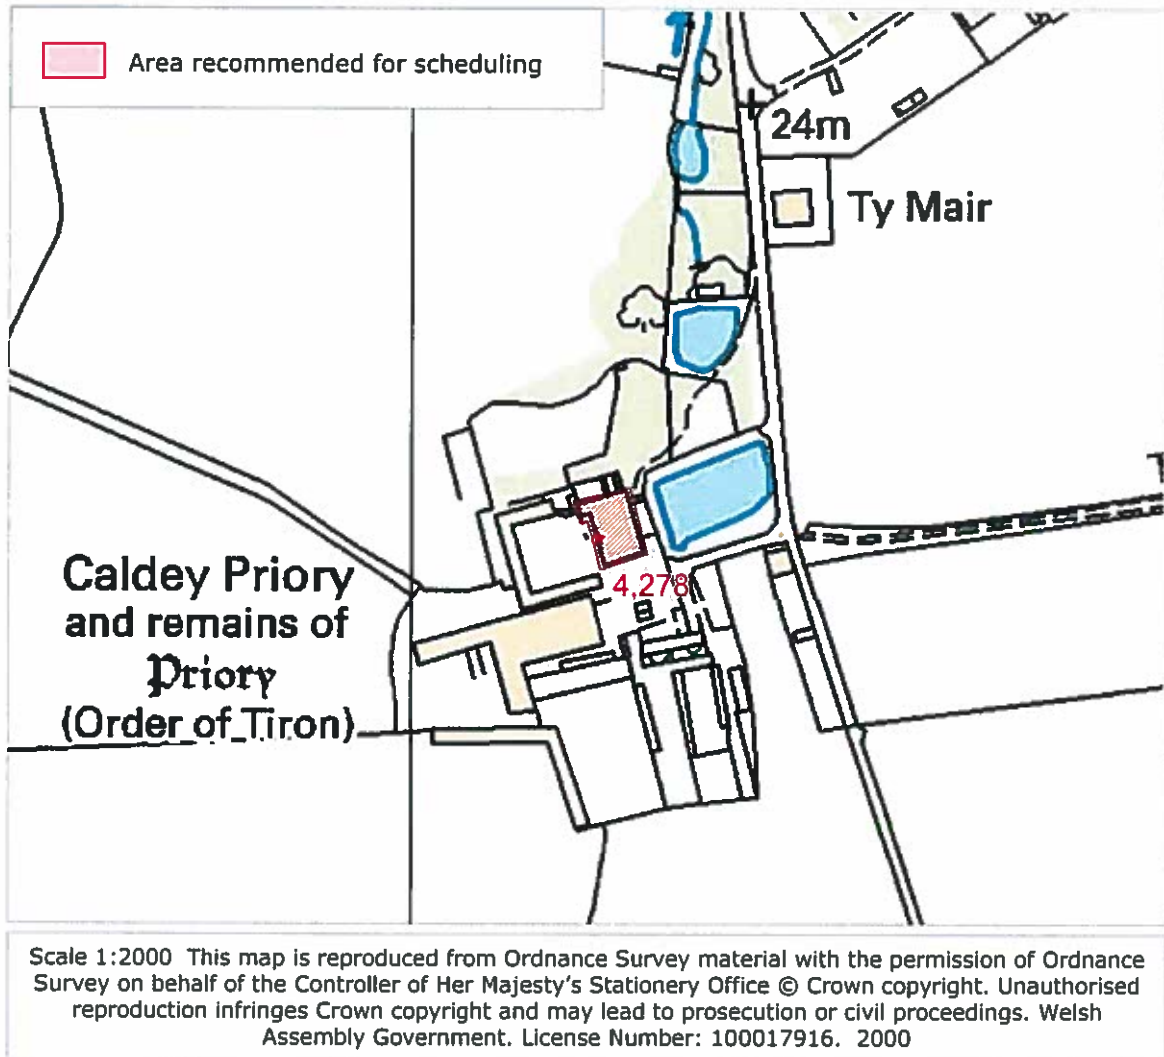 Area recommended for scheduling
24m
Ty Mair
4,278
Caldey Priory
and remains of
Priory
(Order of Tiron)
Scale 1:2000 This map is reproduced from Ordnance Survey material with the permission of Ordnance
Survey on behalf of the Controller of Her Majesty's Stationery Office © Crown copyright. Unauthorised
reproduction infringes Crown copyright and may lead to prosecution or civil proceedings. Welsh
Assembly Government. License Number: 100017916. 2000